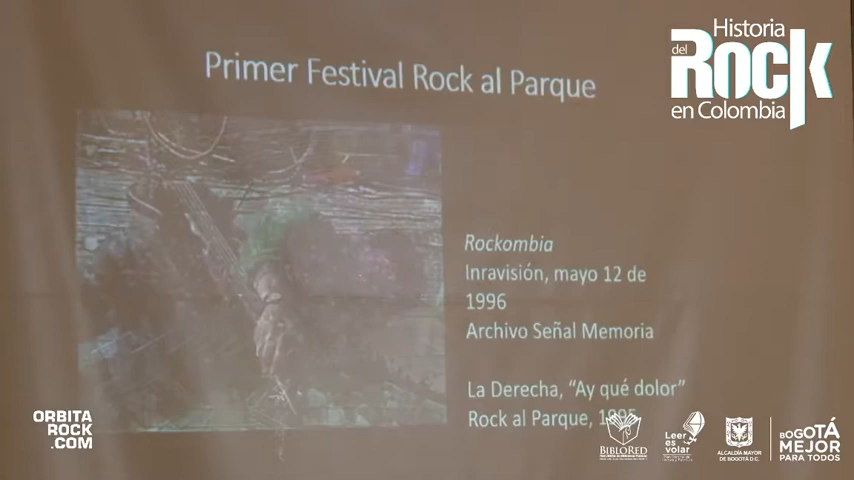 Historia
del
Rock
en Colombia
Primer Festival Rock al Parque
Rockombia
Inravisión, mayo 12 de
1996
Archivo Señal Memoria
La Derecha, “Ay qué dolor”
Rock al Parque, 1995
ORBITA
ROCK
.COM
BIBLORED
Leer
es
volar
ALCALDÍA MAYOR
DE BOGOTÁ D.C.
BOGOTÁ
MEJOR
PARA TODOS